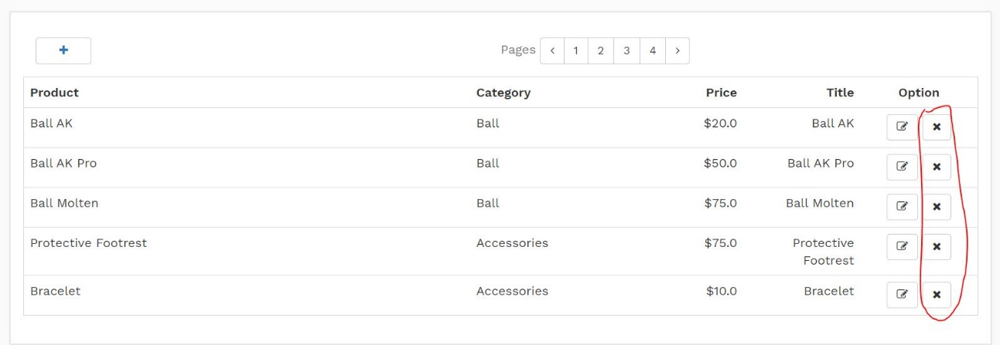 + Pages < 1 2 3 4 >
Product Category Price Title Option
Ball AK Ball $20.0 Ball AK
Ball AK Pro Ball $50.0 Ball AK Pro
Ball Molten Ball $75.0 Ball Molten
Protective Footrest Accessories $75.0 Protective
Footrest
Bracelet Accessories $10.0 Bracelet